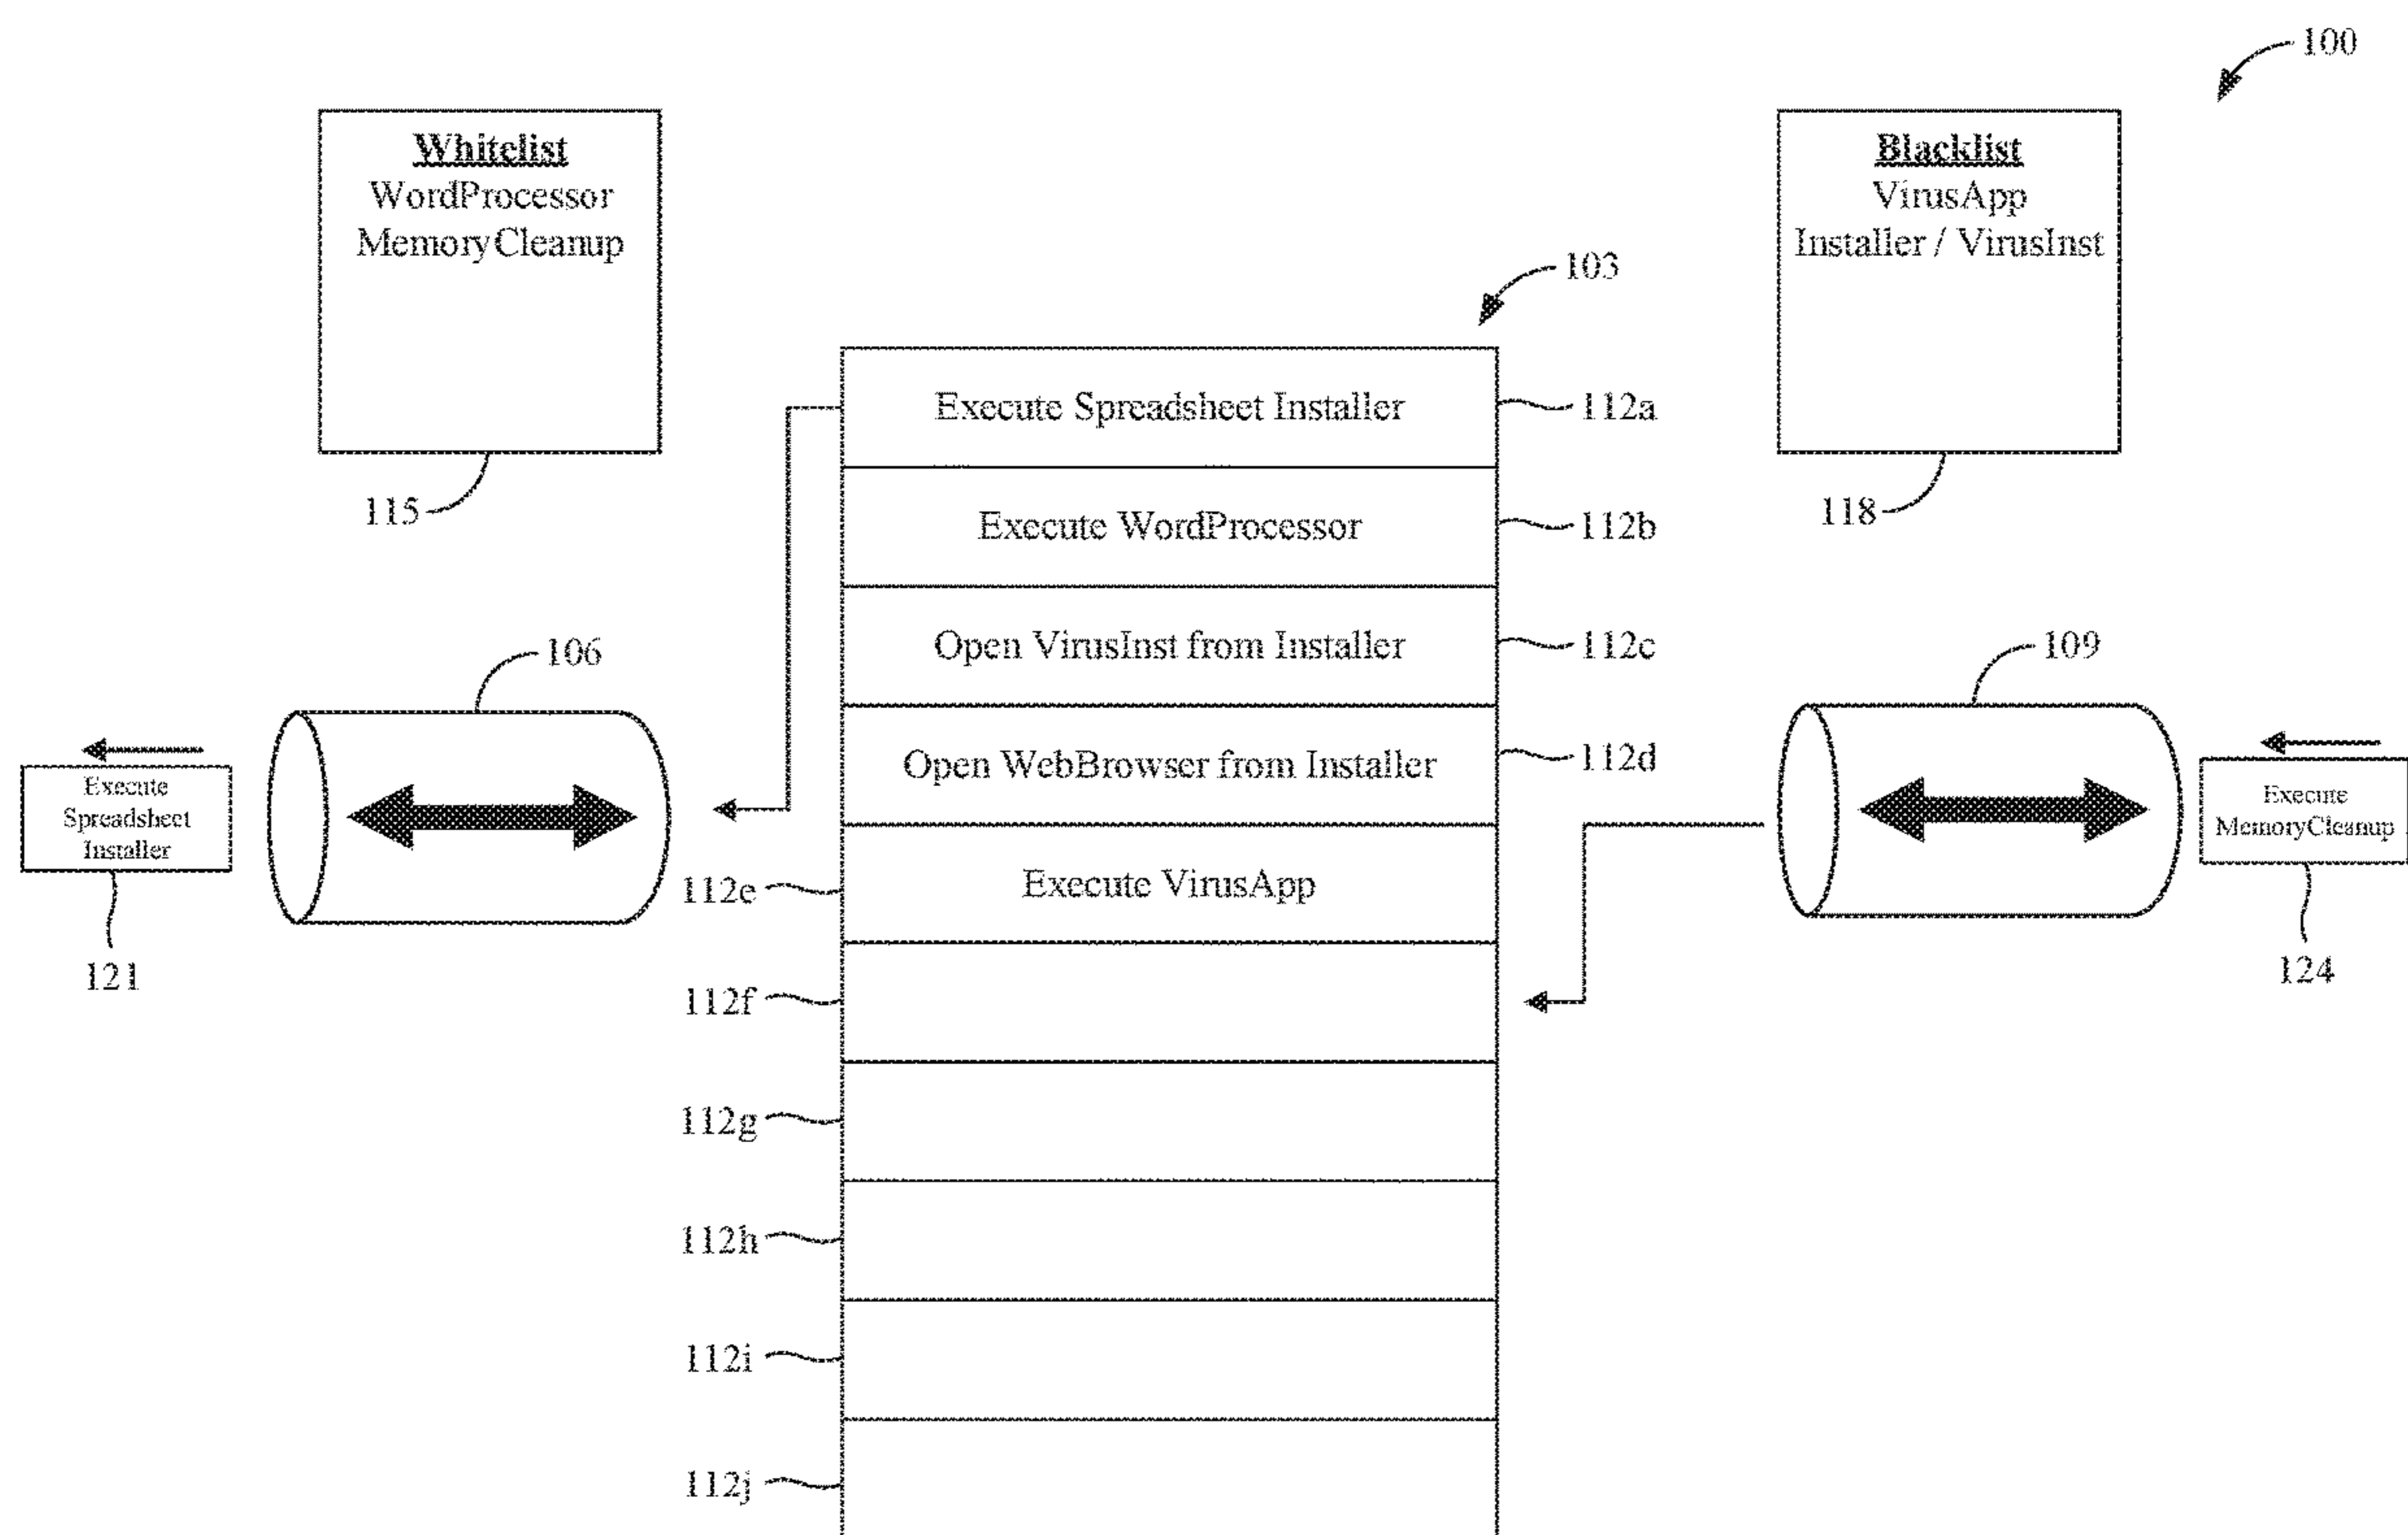 100
Whitelist
WordProcessor
MemoryCleanup
115
Blacklist
VirusApp
Installer / VirusInst
118
103
Execute Spreadsheet Installer
112a
Execute WordProcessor
112b
Open VirusInst from Installer
112c
Open WebBrowser from Installer
112d
112e
Execute VirusApp
112f
112g
112h
112i
112j
106
Execute
Spreadsheet
Installer
121
109
Execute
MemoryCleanup
124